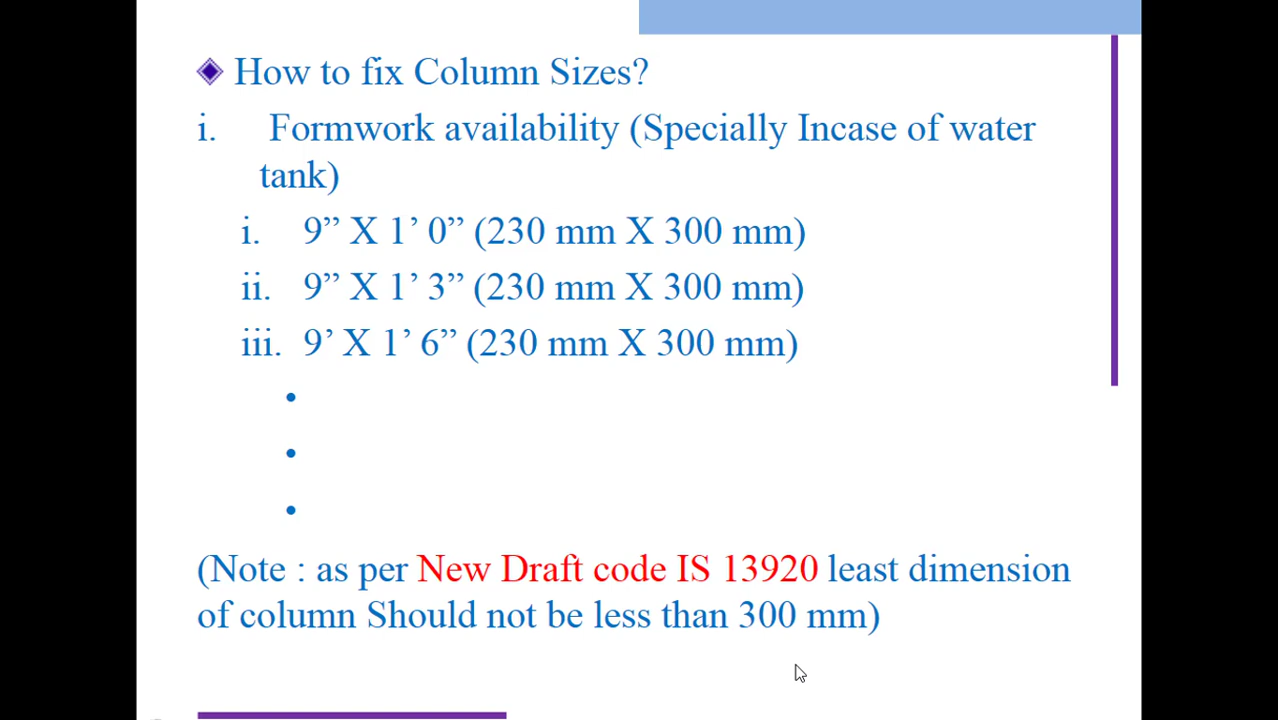 How to fix Column Sizes?
i. Formwork availability (Specially Incase of water
tank)
i. 9” X 1’ 0” (230 mm X 300 mm)
ii. 9” X 1’ 3” (230 mm X 300 mm)
iii. 9’ X 1’ 6” (230 mm X 300 mm)
(Note : as per New Draft code IS 13920 least dimension
of column Should not be less than 300 mm)